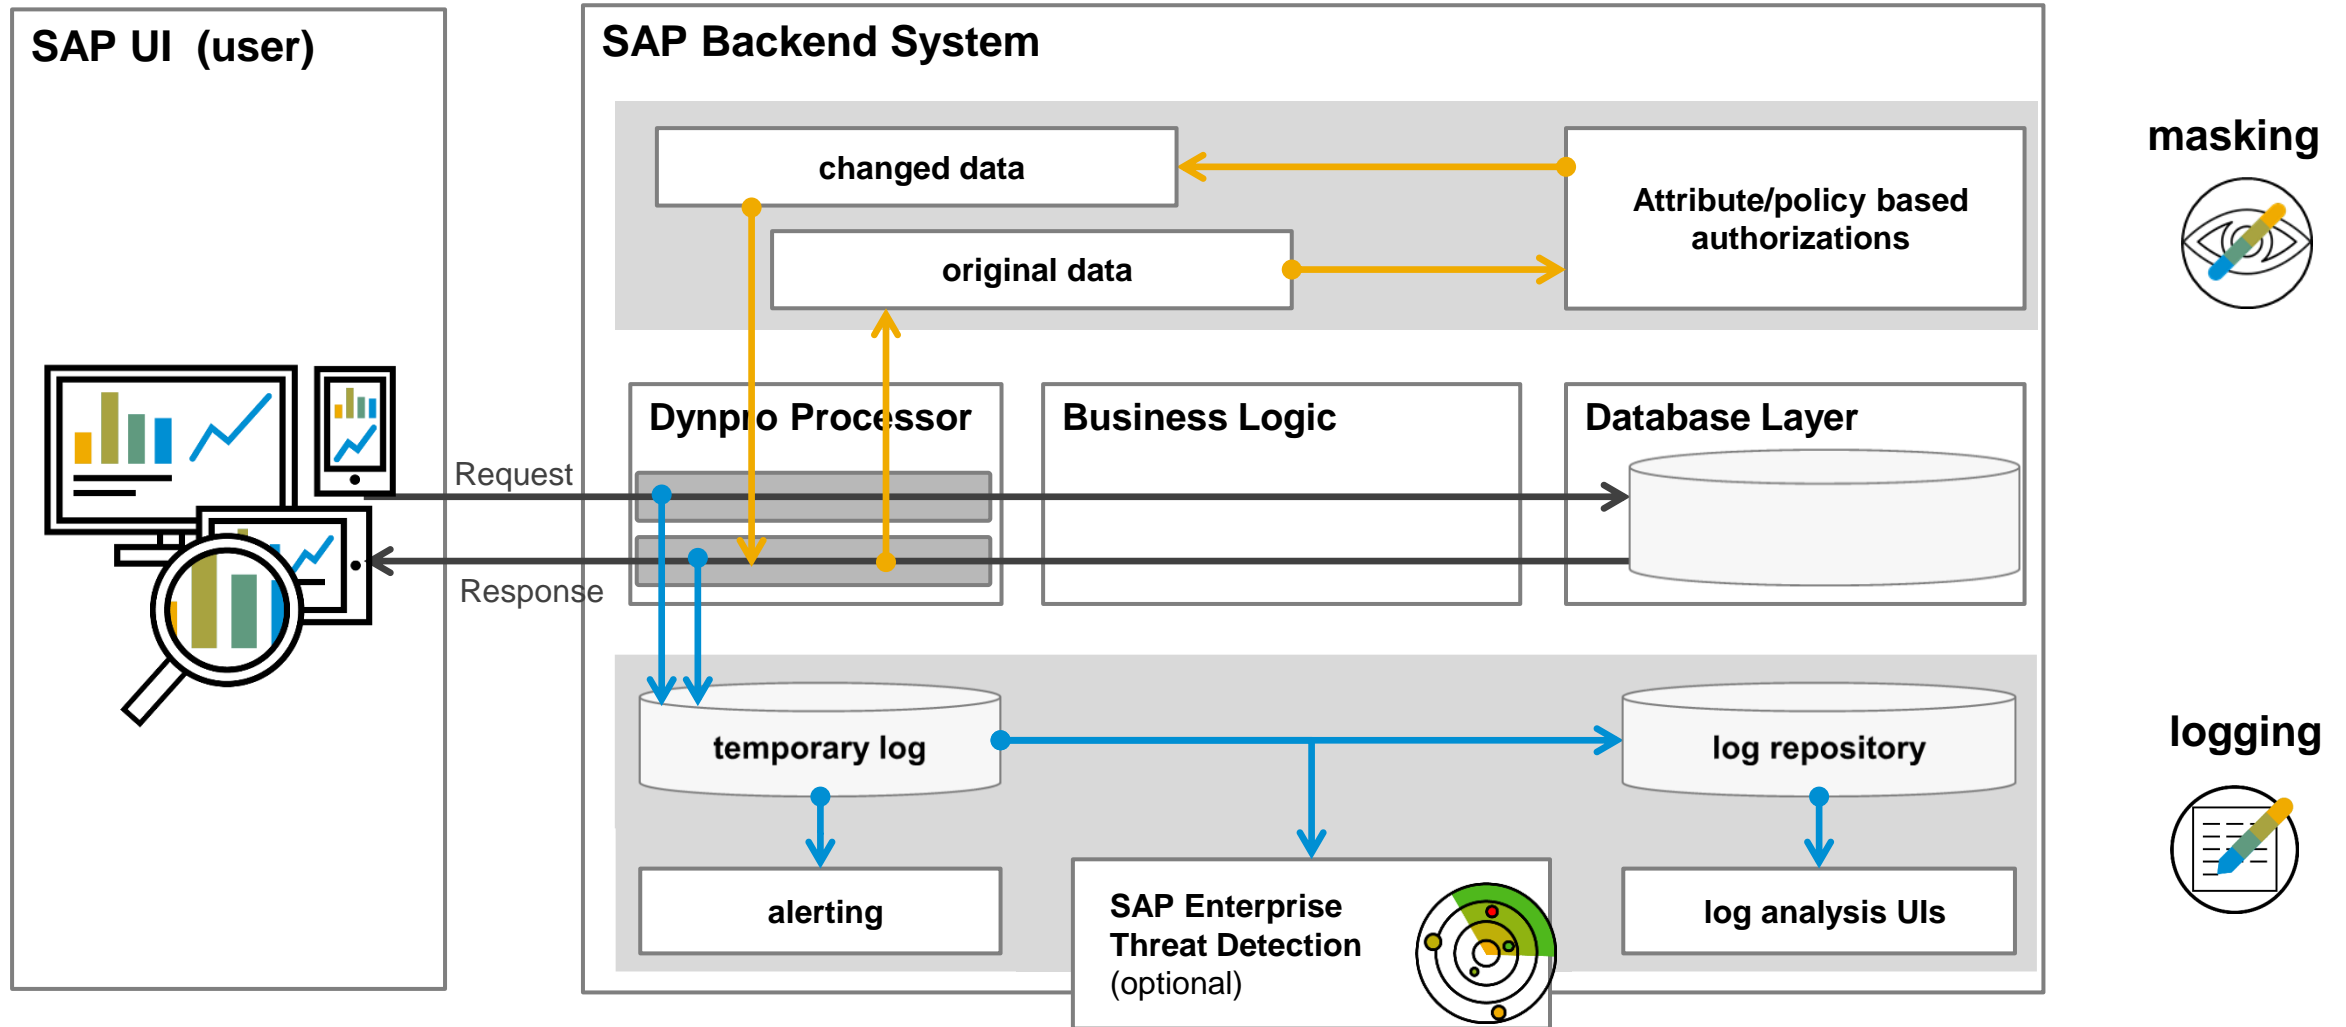 SAP UI (user)
SAP Backend System
changed data
original data
Attribute/policy based
authorizations
masking
Dynpro Processor
Business Logic
Database Layer
Request
Response
temporary log
log repository
logging
alerting
SAP Enterprise
Threat Detection
(optional)
log analysis UIs